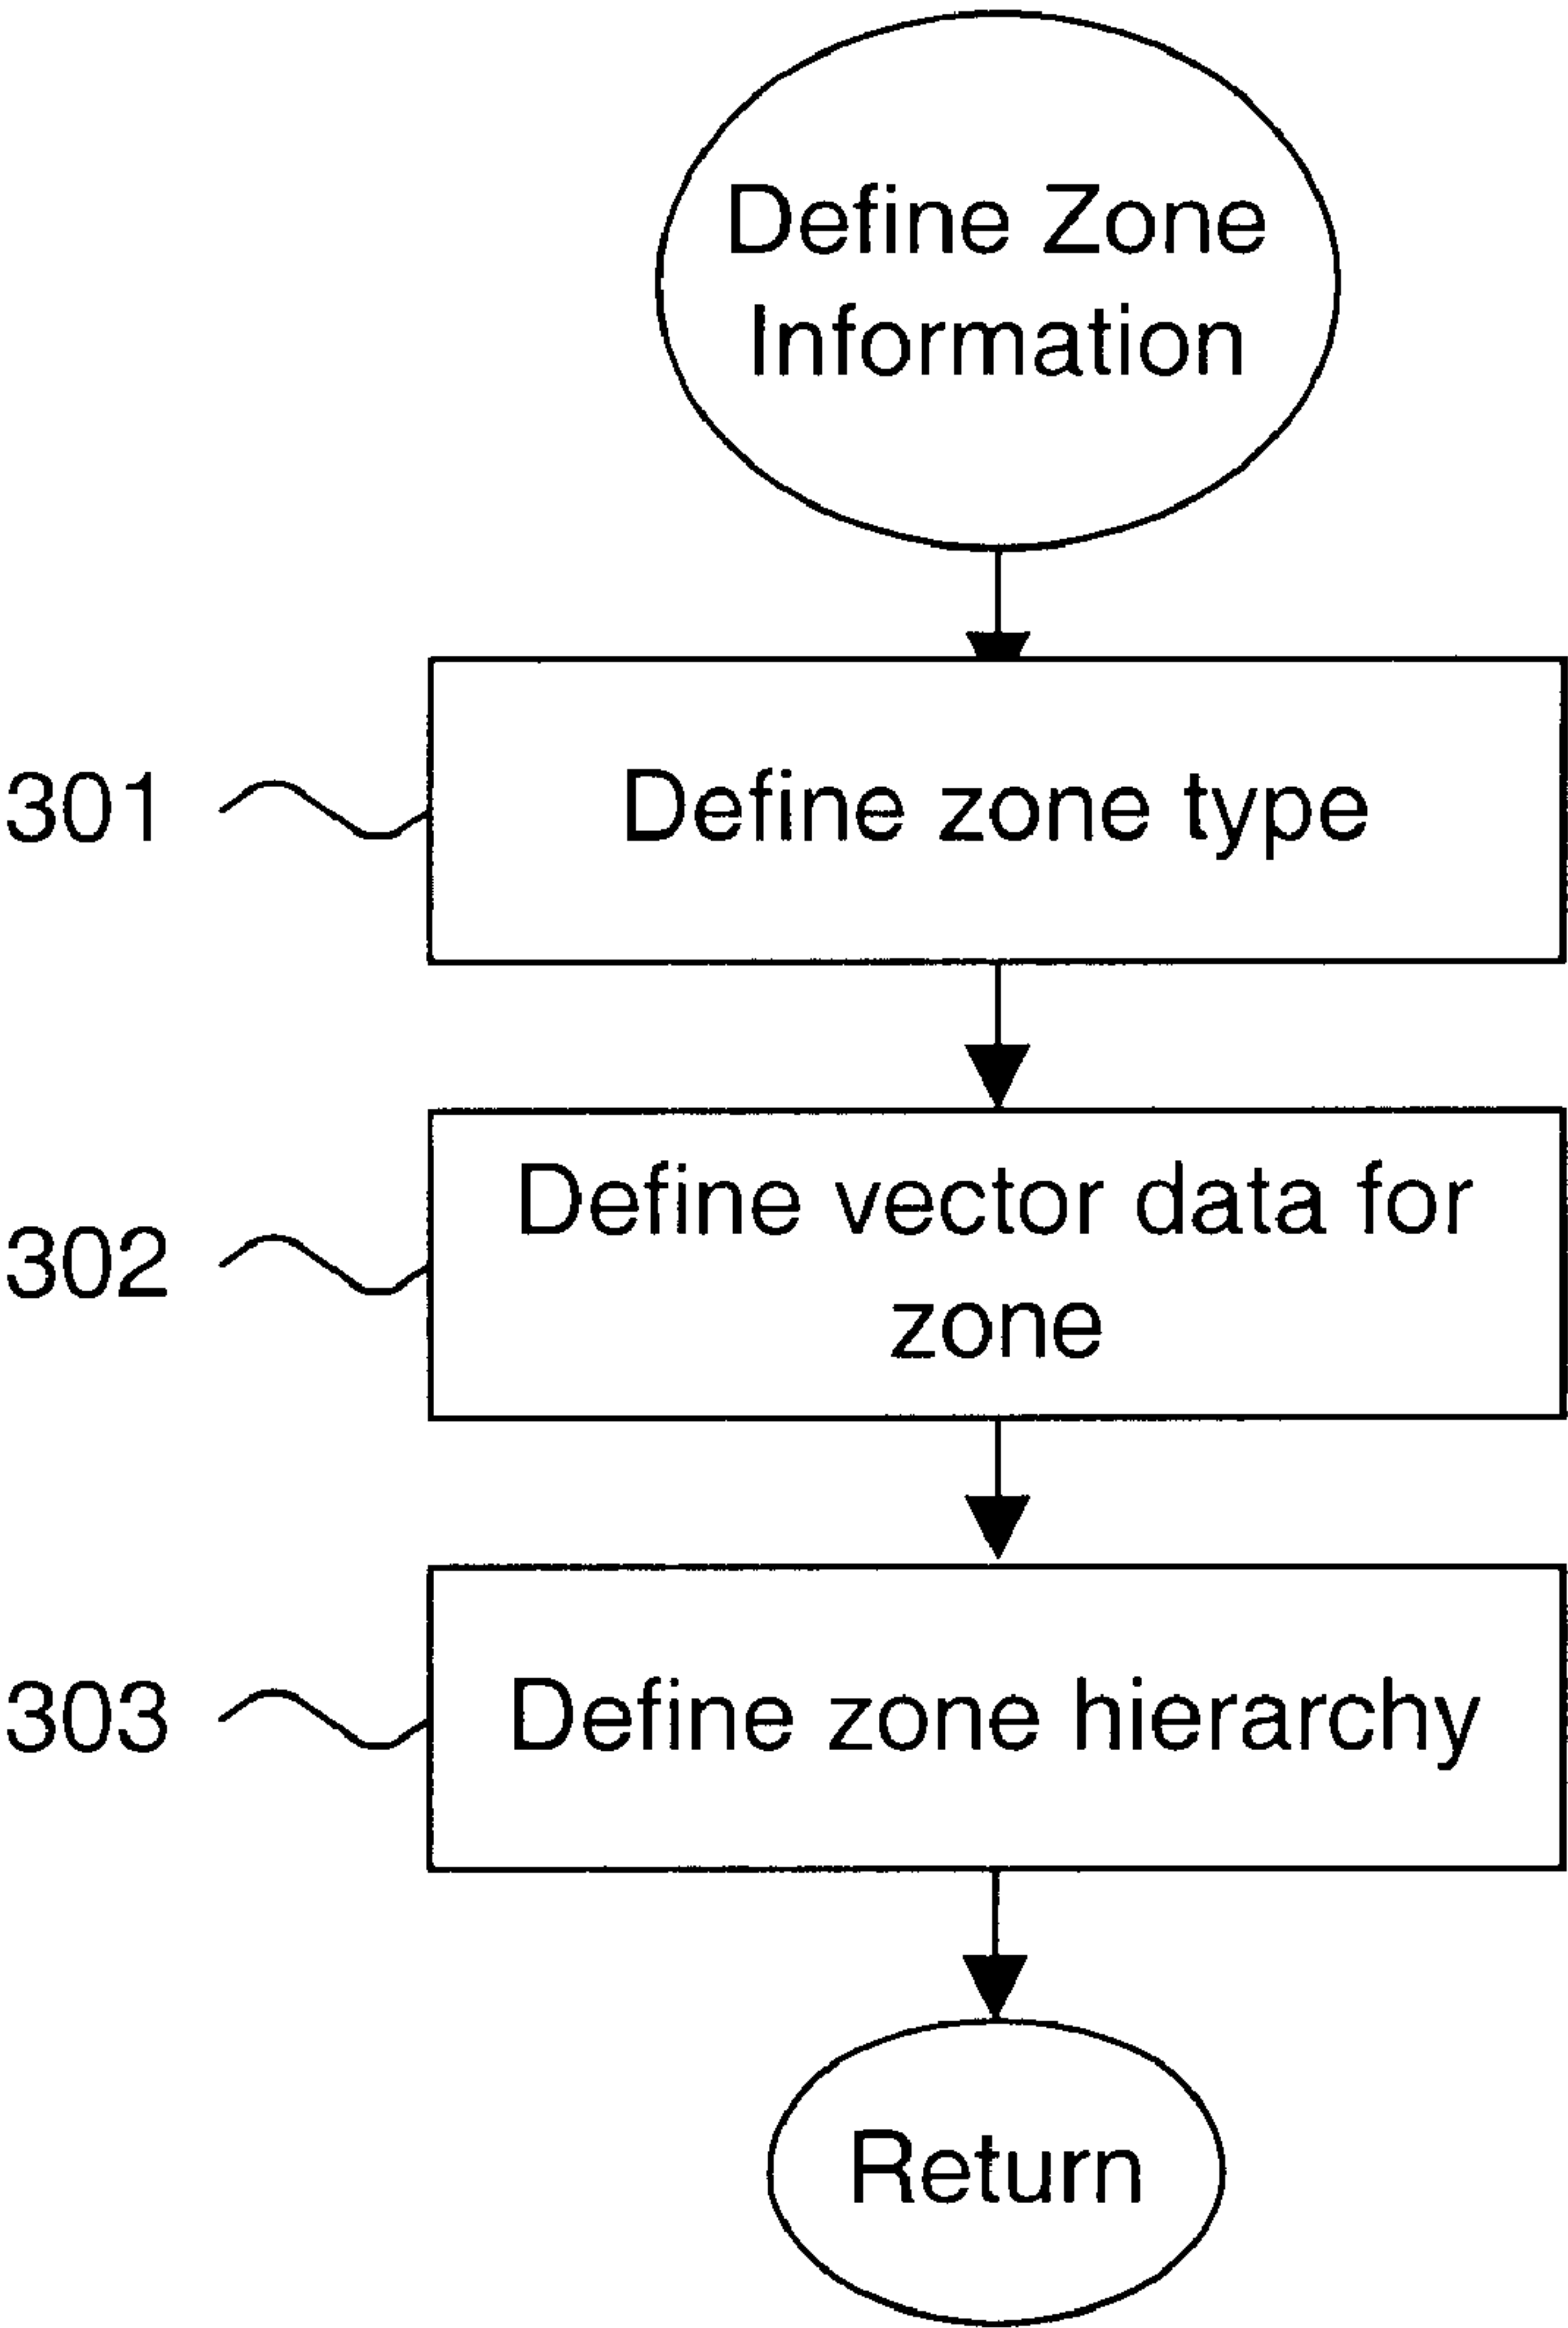 Define Zone
Information
301
Define zone type
302
Define vector data for
zone
303
Define zone hierarchy
Return